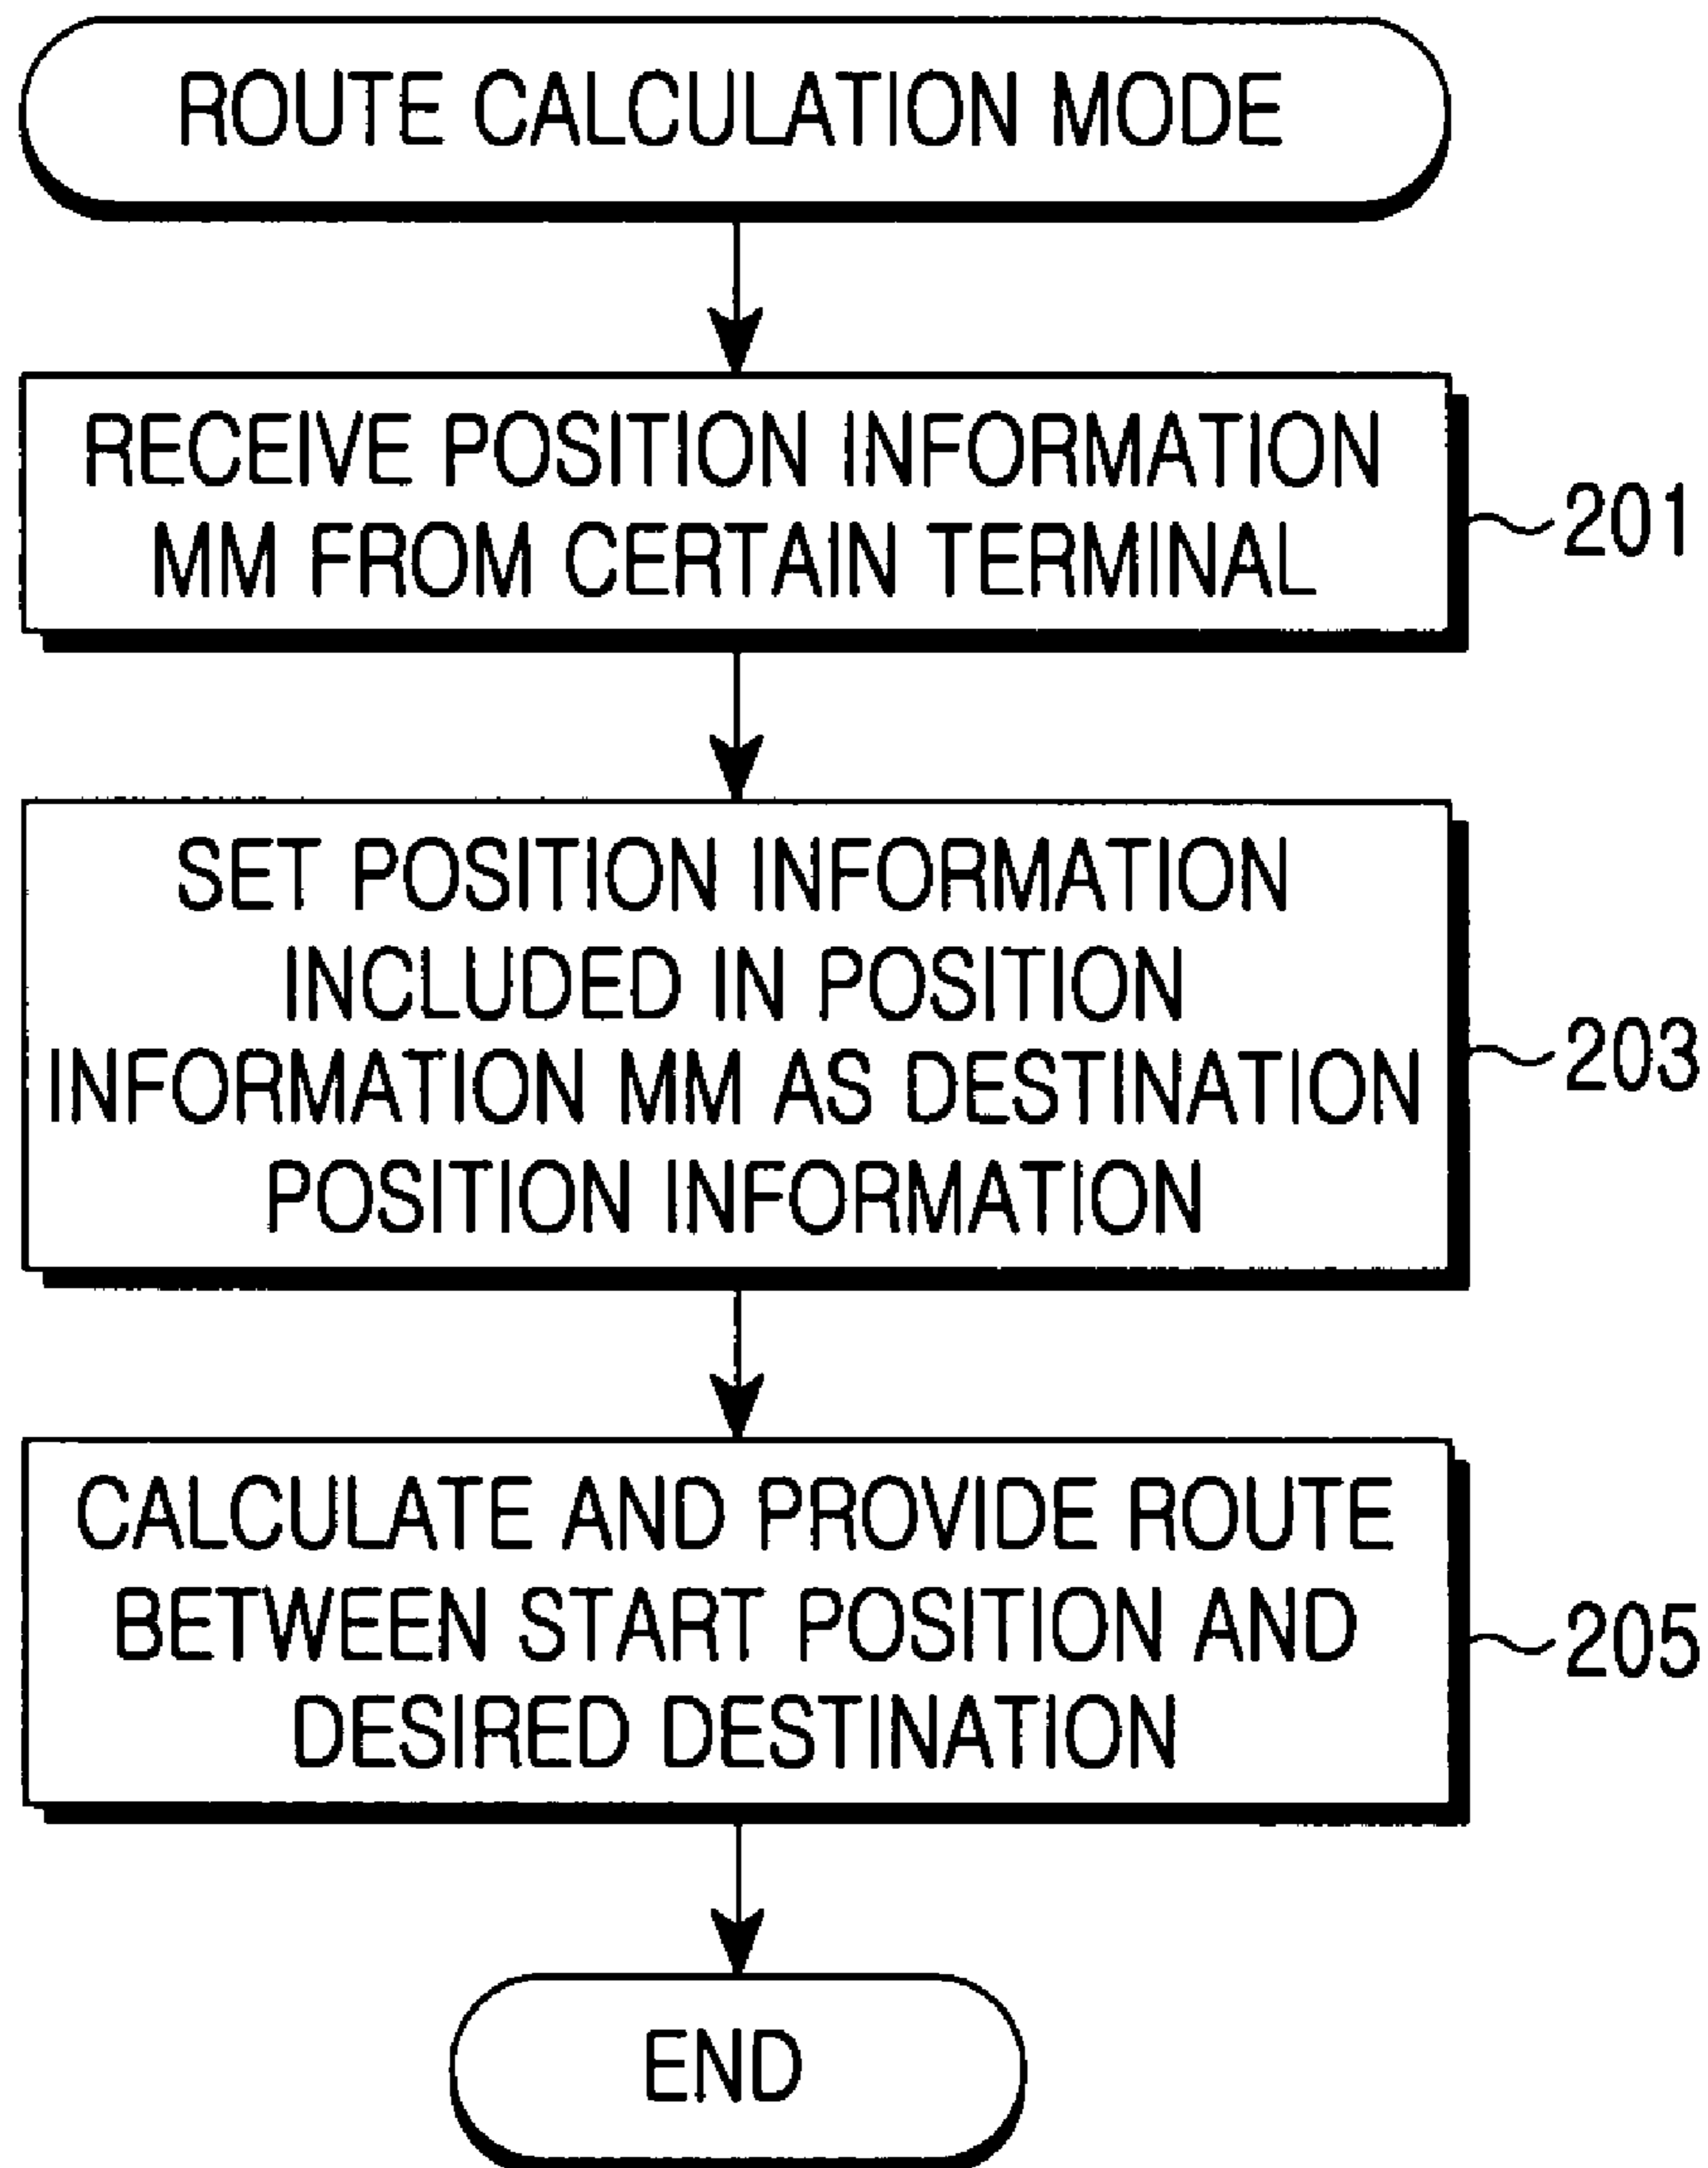 ROUTE CALCULATION MODE
RECEIVE POSITION INFORMATION
MM FROM CERTAIN TERMINAL
201
SET POSITION INFORMATION
INCLUDED IN POSITION
INFORMATION MM AS DESTINATION
POSITION INFORMATION
203
CALCULATE AND PROVIDE ROUTE
BETWEEN START POSITION AND
DESIRED DESTINATION
205
END